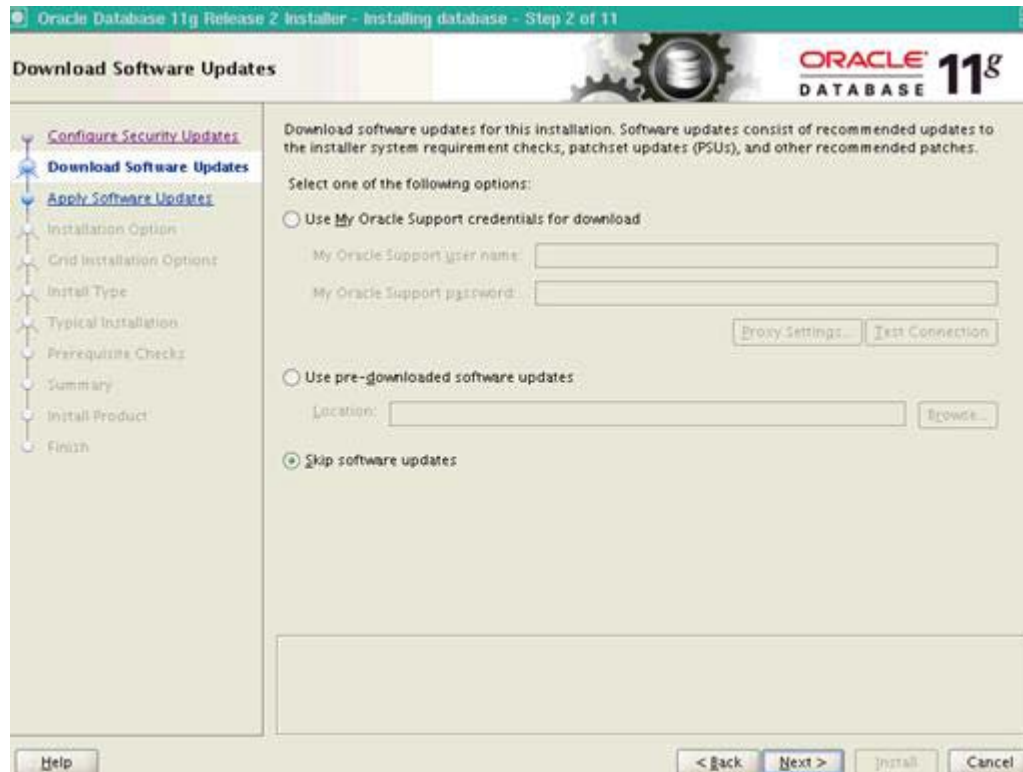 Oracle Database 11g Release 2 Installer - Installing database - Step 2 of 11
Download Software Updates
ORACLE
DATABASE
11g
Configure Security Updates
Download Software Updates
Apply Software Updates
Installation Option
Grid Installation Options
Install Type
Typical Installation
Prerequisite Checks
Summary
Install Product
Finish
Download software updates for this installation. Software updates consist of recommended updates to
the installer system requirement checks, patchset updates (PSUs), and other recommended patches.
Select one of the following options:
Use My Oracle Support credentials for download
My Oracle Support user name:
My Oracle Support password:
Proxy Settings... Test Connection
Use pre-downloaded software updates
Location: Browse...
Skip software updates
Help < Back Next > Install Cancel